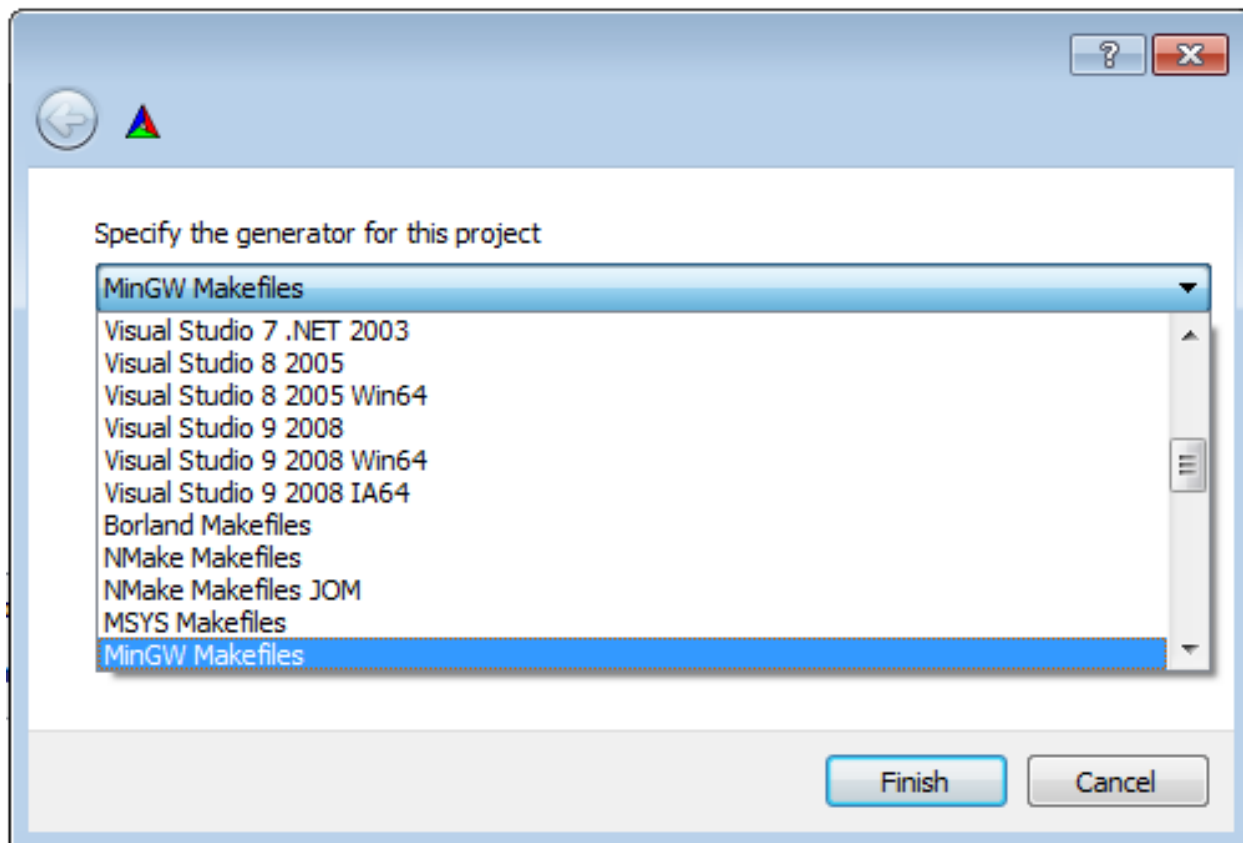 Specify the generator for this project
MinGW Makefiles
Visual Studio 7 .NET 2003
Visual Studio 8 2005
Visual Studio 8 2005 Win64
Visual Studio 9 2008
Visual Studio 9 2008 Win64
Visual Studio 9 2008 IA64
Borland Makefiles
NMake Makefiles
NMake Makefiles JOM
MSYS Makefiles
MinGW Makefiles
Finish
Cancel